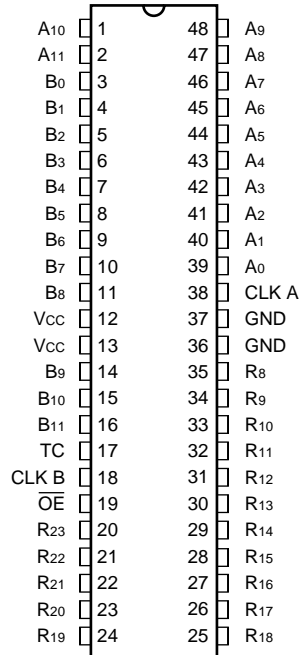 A10 1 48 A9
A11 2 47 A8
B0 3 46 A7
B1 4 45 A6
B2 5 44 A5
B3 6 43 A4
B4 7 42 A3
B5 8 41 A2
B6 9 40 A1
B7 10 39 A0
B8 11 38 CLK A
VCC 12 37 GND
VCC 13 36 GND
B9 14 35 R8
B10 15 34 R9
B11 16 33 R10
TC 17 32 R11
CLK B 18 31 R12
OE 19 30 R13
R23 20 29 R14
R22 21 28 R15
R21 22 27 R16
R20 23 26 R17
R19 24 25 R18